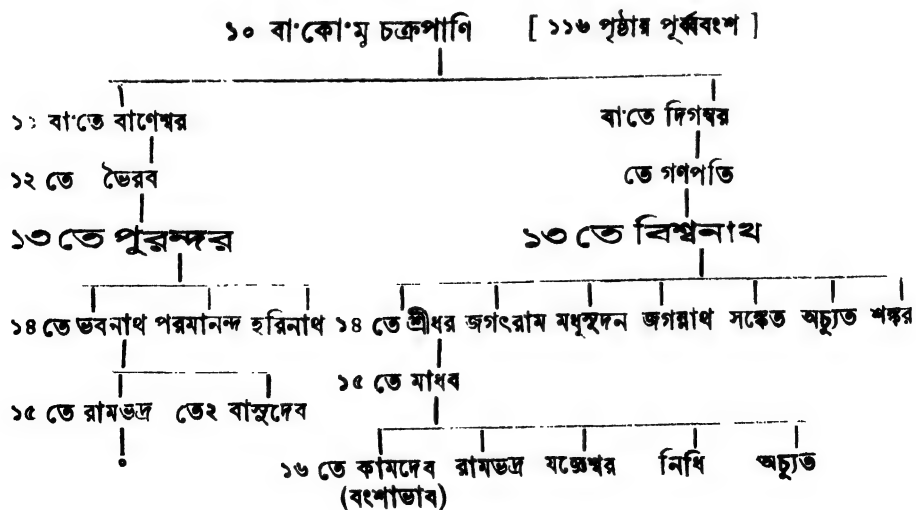 ১০ বা·কো·মু চক্রপাণি [ ১১৬ পৃষ্ঠার পূর্ব্ববংশ ]
১১ বা·তে বাণেশ্বর বা·তে দিগম্বর
১২ তে ভৈরব তে গণপতি
১৩ তে পুরন্দর ১৩ তে বিশ্বনাথ
১৪ তে ভবনাথ পরমানন্দ হরিনাথ ১৪ তে শ্রীধর জগৎরাম মধুসূদন জগন্নাথ সঙ্কেত অচ্যুত শঙ্কর
১৫ তে মাধব
১৫ তে রামভদ্র তে২ বাসুদেব
১৬ তে কামদেব রামভদ্র যজ্ঞেশ্বর নিধি অচ্যুত
(বংশাভাব)